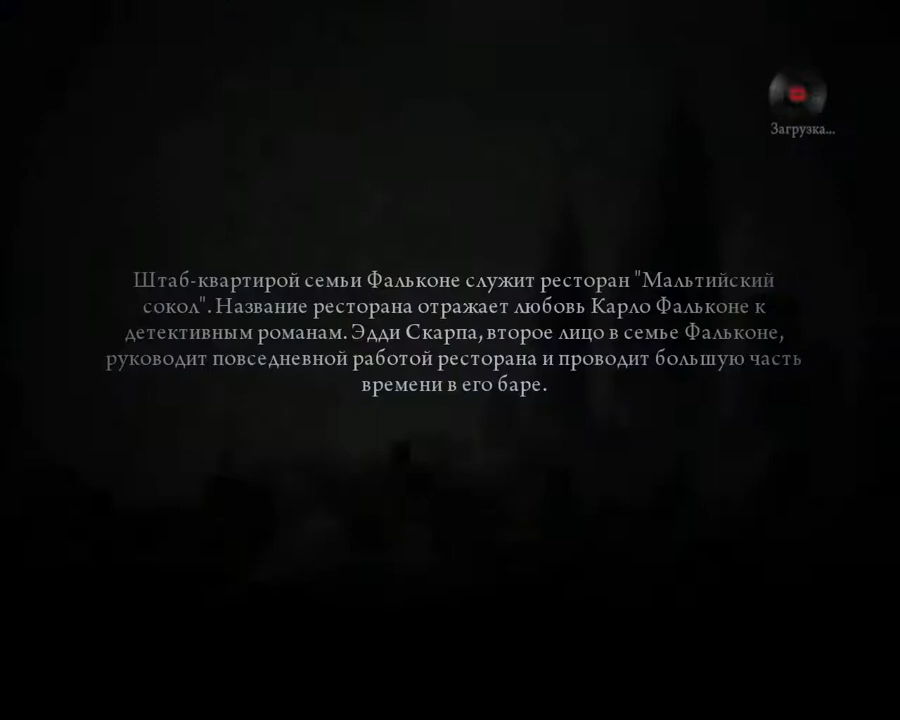 Загрузка...
Штаб-квартирой семьи Фальконе служит ресторан "Мальтийский
сокол". Название ресторана отражает любовь Карло Фальконе к
детективным романам. Эдди Скарпа, второе лицо в семье Фальконе,
руководит повседневной работой ресторана и проводит большую часть
времени в его баре.